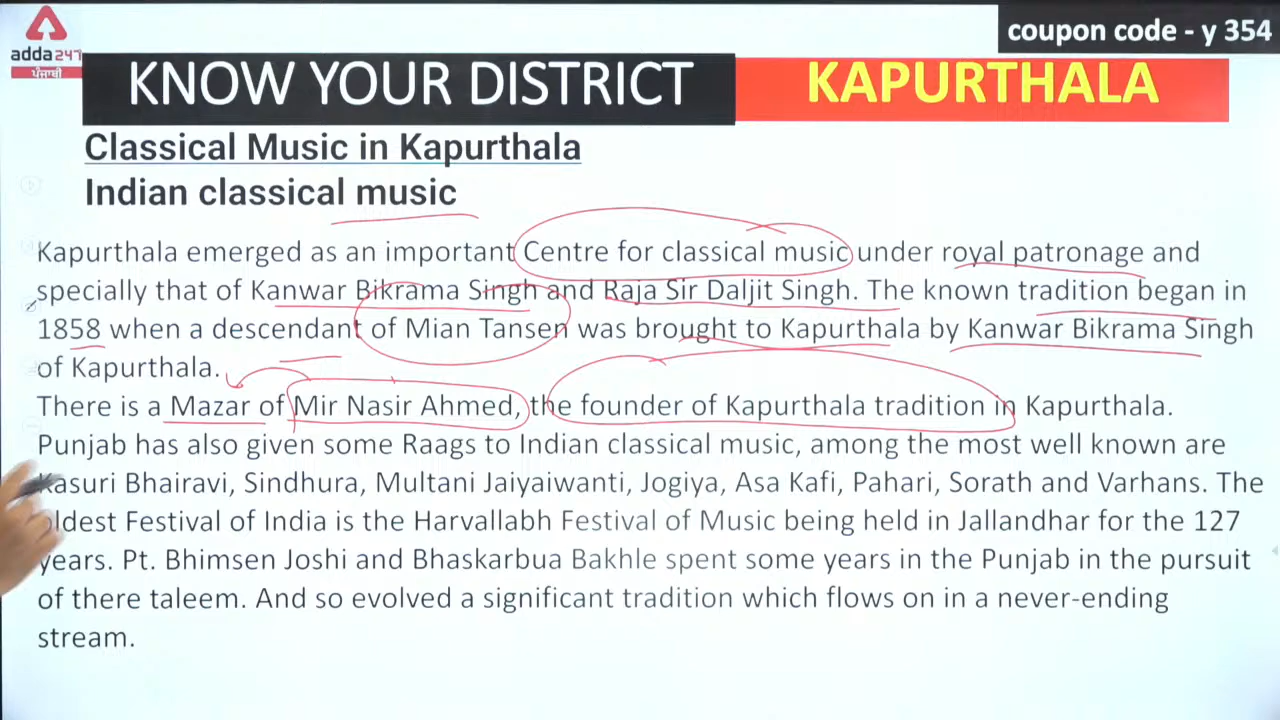 coupon code - y 354
adda247
ਪੰਜਾਬੀ
KNOW YOUR DISTRICT
KAPURTHALA
Classical Music in Kapurthala
Indian classical music
Kapurthala emerged as an important Centre for classical music under royal patronage and
specially that of Kanwar Bikrama Singh and Raja Sir Daljit Singh. The known tradition began in
1858 when a descendant of Mian Tansen was brought to Kapurthala by Kanwar Bikrama Singh
of Kapurthala.
There is a Mazar of Mir Nasir Ahmed, the founder of Kapurthala tradition in Kapurthala.
Punjab has also given some Raags to Indian classical music, among the most well known are
Kasuri Bhairavi, Sindhura, Multani Jaiyaiwanti, Jogiya, Asa Kafi, Pahari, Sorath and Varhans. The
oldest Festival of India is the Harvallabh Festival of Music being held in Jallandhar for the 127
years. Pt. Bhimsen Joshi and Bhaskarbua Bakhle spent some years in the Punjab in the pursuit
of there taleem. And so evolved a significant tradition which flows on in a never-ending
stream.